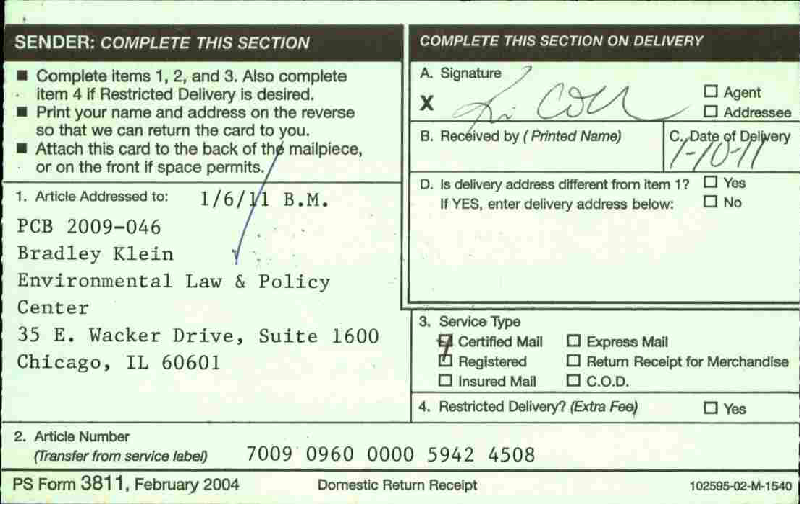 SENDER: COMPLETE THIS SECTION
■ Complete items 1, 2, and 3. Also complete
item 4 if Restricted Delivery is desired.
■ Print your name and address on the reverse
so that we can return the card to you.
■ Attach this card to the back of the mailpiece,
or on the front if space permits.
1. Article Addressed to: 1/6/11 B.M.
PCB 2009-046
Bradley Klein
Environmental Law & Policy
Center
35 E. Wacker Drive, Suite 1600
Chicago, IL 60601
COMPLETE THIS SECTION ON DELIVERY
A. Signature
X
☐ Agent
☐ Addressee
B. Received by (Printed Name)
C. Date of Delivery
1-10-11
D. Is delivery address different from item 1? ☐ Yes
If YES, enter delivery address below: ☐ No
3. Service Type
☑ Certified Mail ☐ Express Mail
☐ Registered ☐ Return Receipt for Merchandise
☐ Insured Mail ☐ C.O.D.
4. Restricted Delivery? (Extra Fee) ☐ Yes
2. Article Number
(Transfer from service label) 7009 0960 0000 5942 4508
PS Form 3811, February 2004 Domestic Return Receipt 102595-02-M-1540